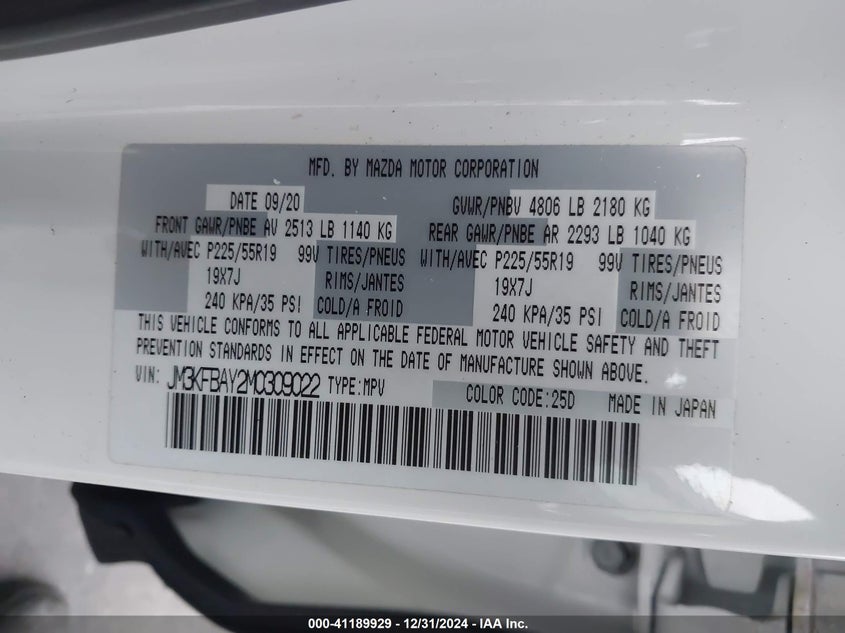 MFD. BY MAZDA MOTOR CORPORATION
DATE 09/20 GVWR/PNBV 4806 LB 2180 KG
FRONT GAWR/PNBE AV 2513 LB 1140 KG REAR GAWR/PNBE AR 2293 LB 1040 KG
WITH/AVEC P225/55R19 99V TIRES/PNEUS WITH/AVEC P225/55R19 99V TIRES/PNEUS
19X7J RIMS/JANTES 19X7J RIMS/JANTES
240 KPA/35 PSI COLD/A FROID 240 KPA/35 PSI COLD/A FROID
THIS VEHICLE CONFORMS TO ALL APPLICABLE FEDERAL MOTOR VEHICLE SAFETY AND THEFT
PREVENTION STANDARDS IN EFFECT ON THE DATE OF MANUFACTURE SHOWN ABOVE.
VIN: JM3KFBAY2M0309022 TYPE:MPV COLOR CODE:25D MADE IN JAPAN
000-41189929 - 12/31/2024 - IAA Inc.